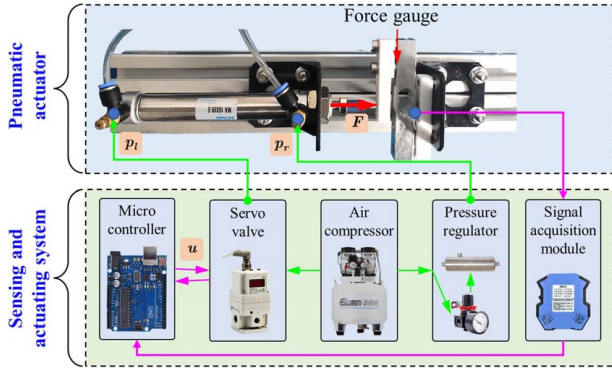 Force gauge
Pneumatic
actuator
F
p_l
p_r
Sensing and
actuating system
Micro
controller
u
Servo
valve
Air
compressor
Pressure
regulator
Signal
acquisition
module